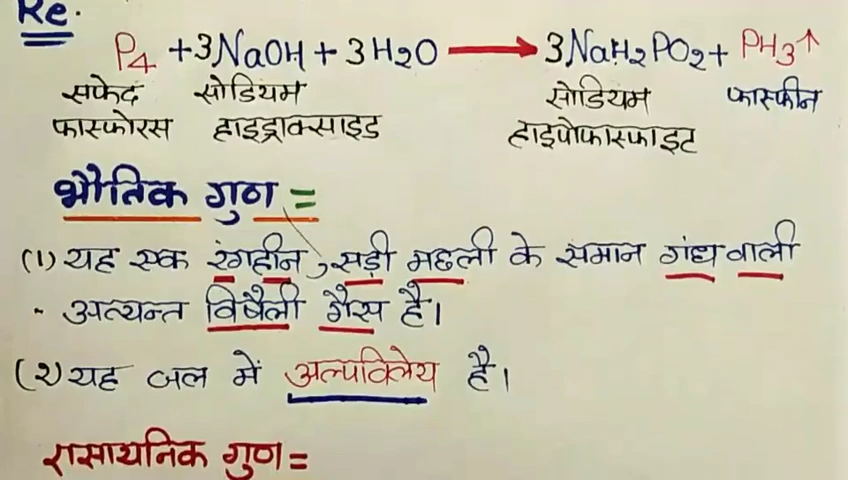 Re.
P4 + 3NaOH + 3H2O ⟶ 3NaH2PO2 + PH3↑
सफेद सोडियम सोडियम फास्फीन
फास्फोरस हाइड्राक्साइड हाइपोफास्फाइट
भौतिक गुण =
(1) यह एक रंगहीन, सड़ी मछली के समान गंध वाली
अत्यन्त विषैली गैस है।
(2) यह जल में अल्पविलेय है।
रासायनिक गुण =